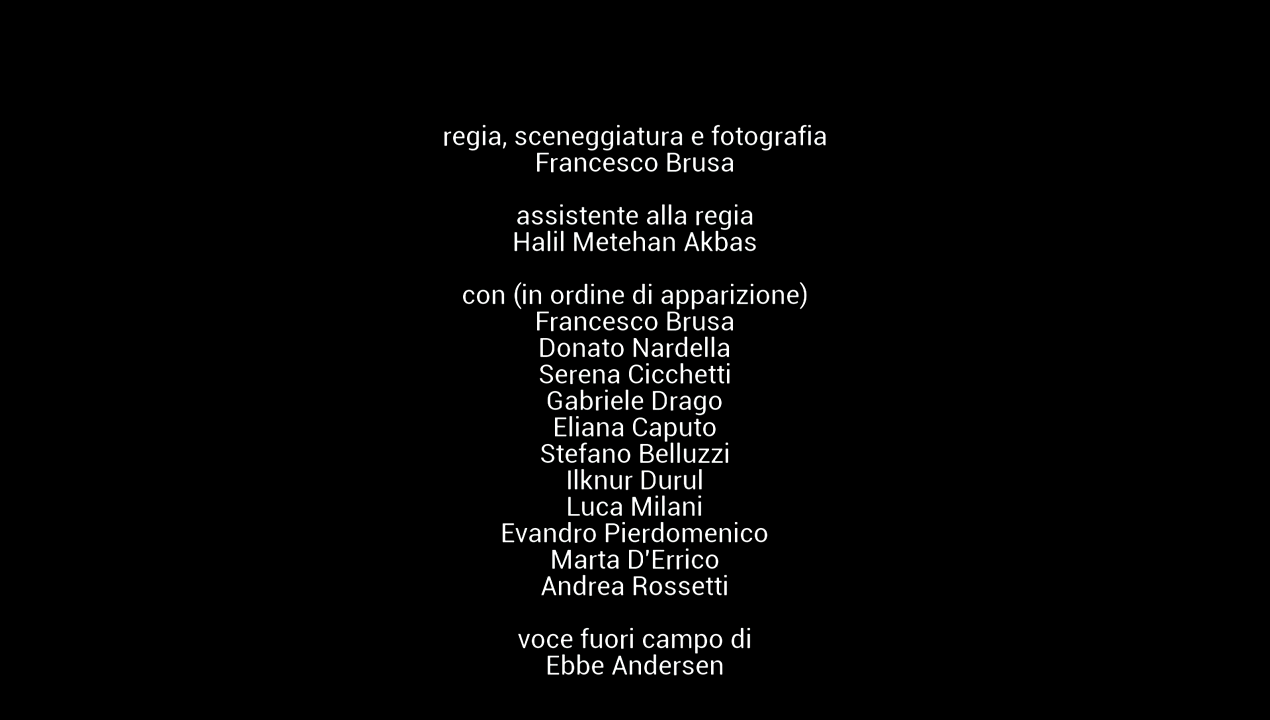 regia, sceneggiatura e fotografia
Francesco Brusa
assistente alla regia
Halil Metehan Akbas
con (in ordine di apparizione)
Francesco Brusa
Donato Nardella
Serena Cicchetti
Gabriele Drago
Eliana Caputo
Stefano Belluzzi
Ilknur Durul
Luca Milani
Evandro Pierdomenico
Marta D'Errico
Andrea Rossetti
voce fuori campo di
Ebbe Andersen